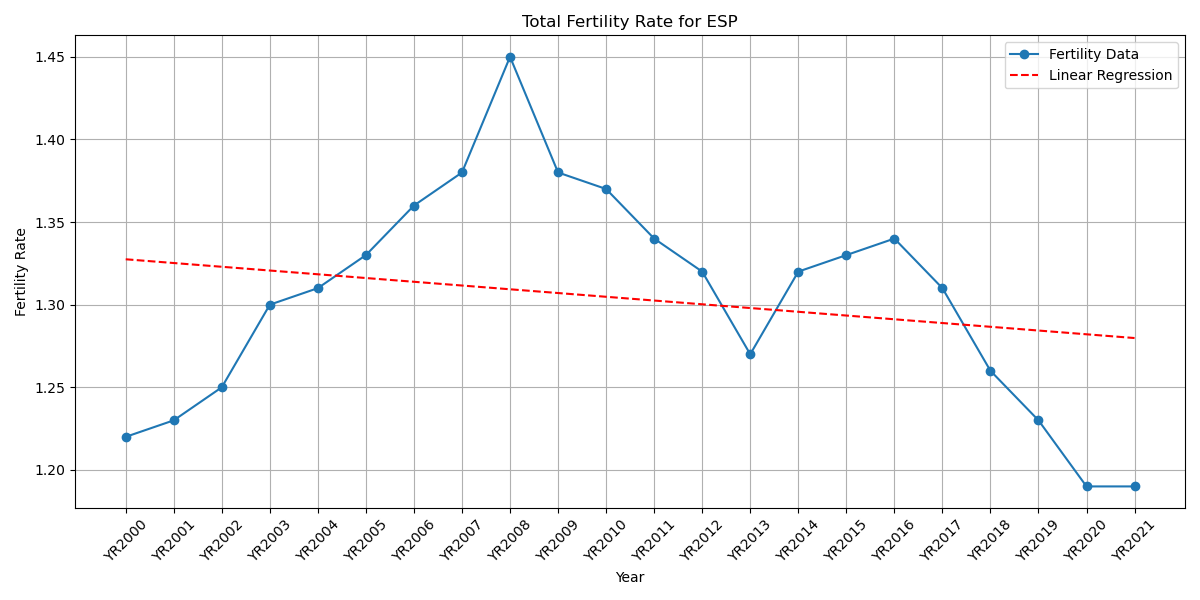 Total Fertility Rate for ESP
Fertility Data
Linear Regression
Fertility Rate
1.45
1.40
1.35
1.30
1.25
1.20
YR2000
YR2001
YR2002
YR2003
YR2004
YR2005
YR2006
YR2007
YR2008
YR2009
YR2010
YR2011
YR2012
YR2013
YR2014
YR2015
YR2016
YR2017
YR2018
YR2019
YR2020
YR2021
Year